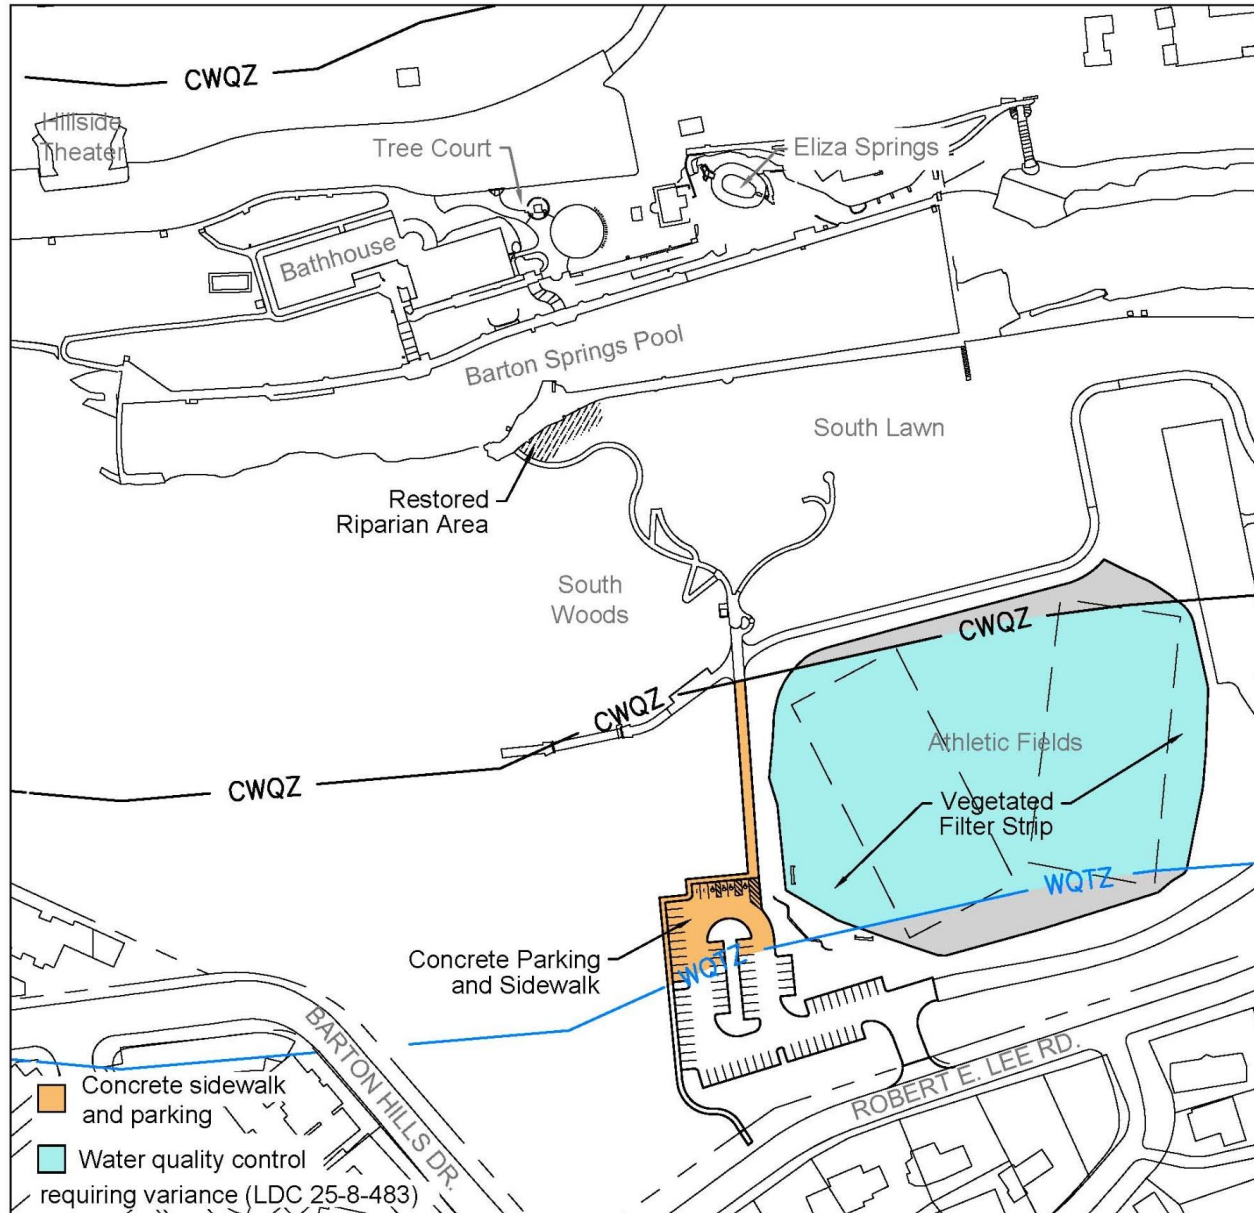 CWQZ
Hillside
Theater
Tree Court
Eliza Springs
Bathhouse
Barton Springs Pool
South Lawn
Restored
Riparian Area
South
Woods
CWQZ
CWQZ
CWQZ
Athletic Fields
Vegetated
Filter Strip
WQTZ
Concrete Parking
and Sidewalk
WQTZ
BARTON HILLS DR.
ROBERT E. LEE RD.
Concrete sidewalk
and parking
Water quality control
requiring variance (LDC 25-8-483)